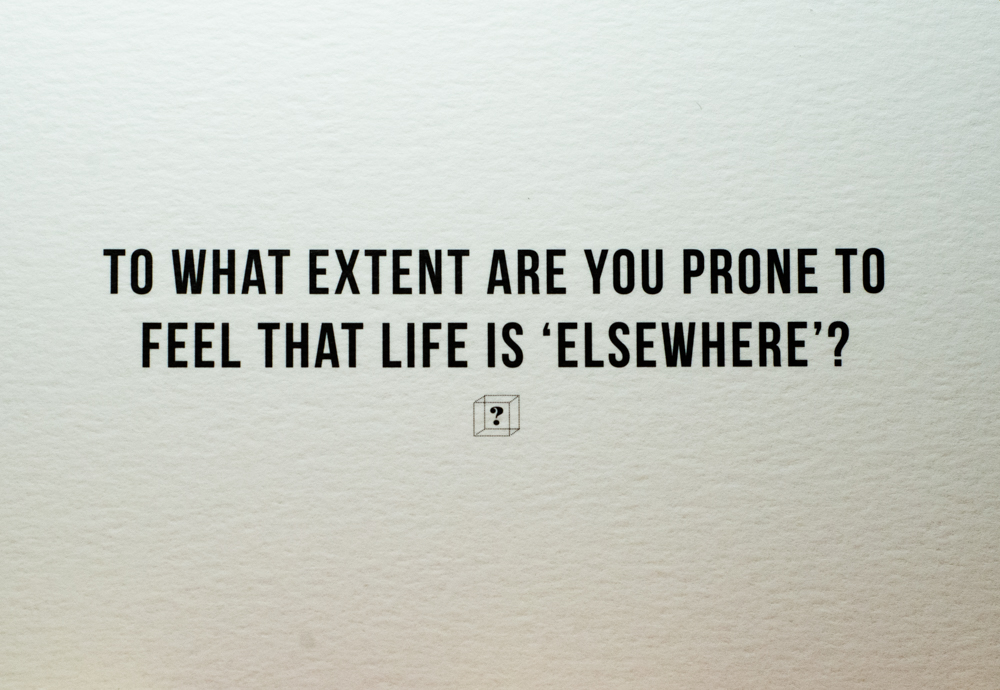 TO WHAT EXTENT ARE YOU PRONE TO
FEEL THAT LIFE IS ‘ELSEWHERE’?
?